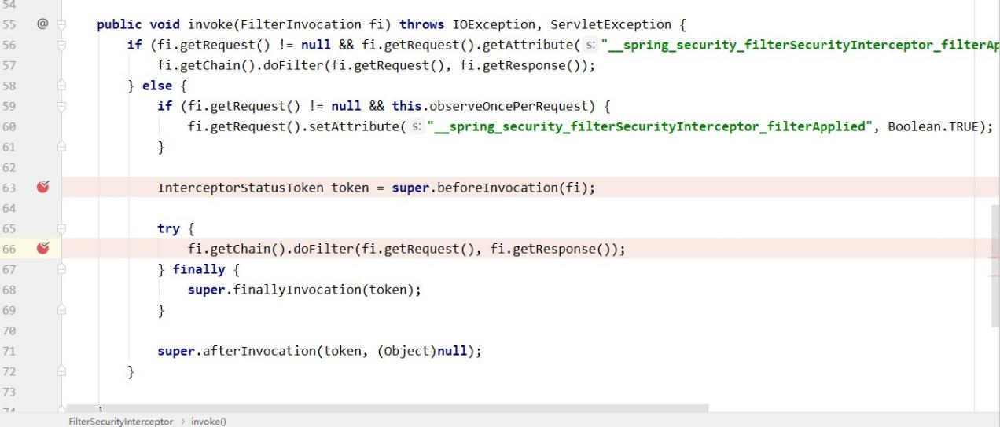 54
55 @ public void invoke(FilterInvocation fi) throws IOException, ServletException {
56 if (fi.getRequest() != null && fi.getRequest().getAttribute( s: "__spring_security_filterSecurityInterceptor_filterAp
57 fi.getChain().doFilter(fi.getRequest(), fi.getResponse());
58 } else {
59 if (fi.getRequest() != null && this.observeOncePerRequest) {
60 fi.getRequest().setAttribute( s: "__spring_security_filterSecurityInterceptor_filterApplied", Boolean.TRUE);
61 }
62
63 InterceptorStatusToken token = super.beforeInvocation(fi);
64
65 try {
66 fi.getChain().doFilter(fi.getRequest(), fi.getResponse());
67 } finally {
68 super.finallyInvocation(token);
69 }
70
71 super.afterInvocation(token, (Object)null);
72 }
73
74 }
FilterSecurityInterceptor › invoke()